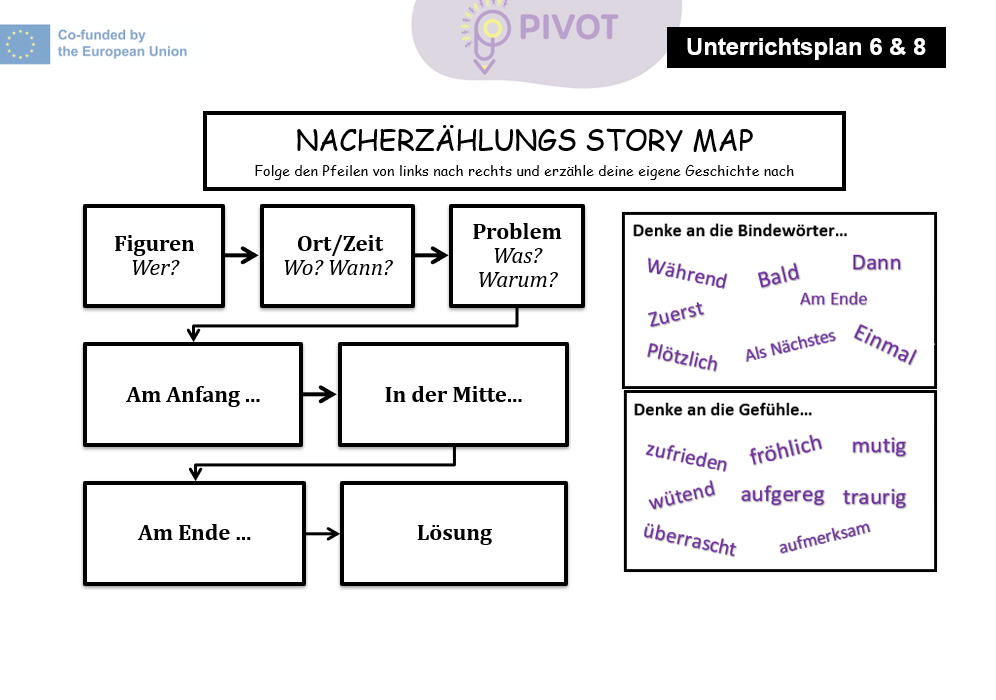 Co-funded by
the European Union
PIVOT
Unterrichtsplan 6 & 8
NACHERZÄHLUNGS STORY MAP
Folge den Pfeilen von links nach rechts und erzähle deine eigene Geschichte nach
Figuren
Wer?
Ort/Zeit
Wo? Wann?
Problem
Was?
Warum?
Am Anfang ...
In der Mitte...
Am Ende ...
Lösung
Denke an die Bindewörter...
Während
Bald
Dann
Am Ende
Zuerst
Plötzlich
Als Nächstes
Einmal
Denke an die Gefühle...
zufrieden
fröhlich
mutig
wütend
aufgereg
traurig
überrascht
aufmerksam